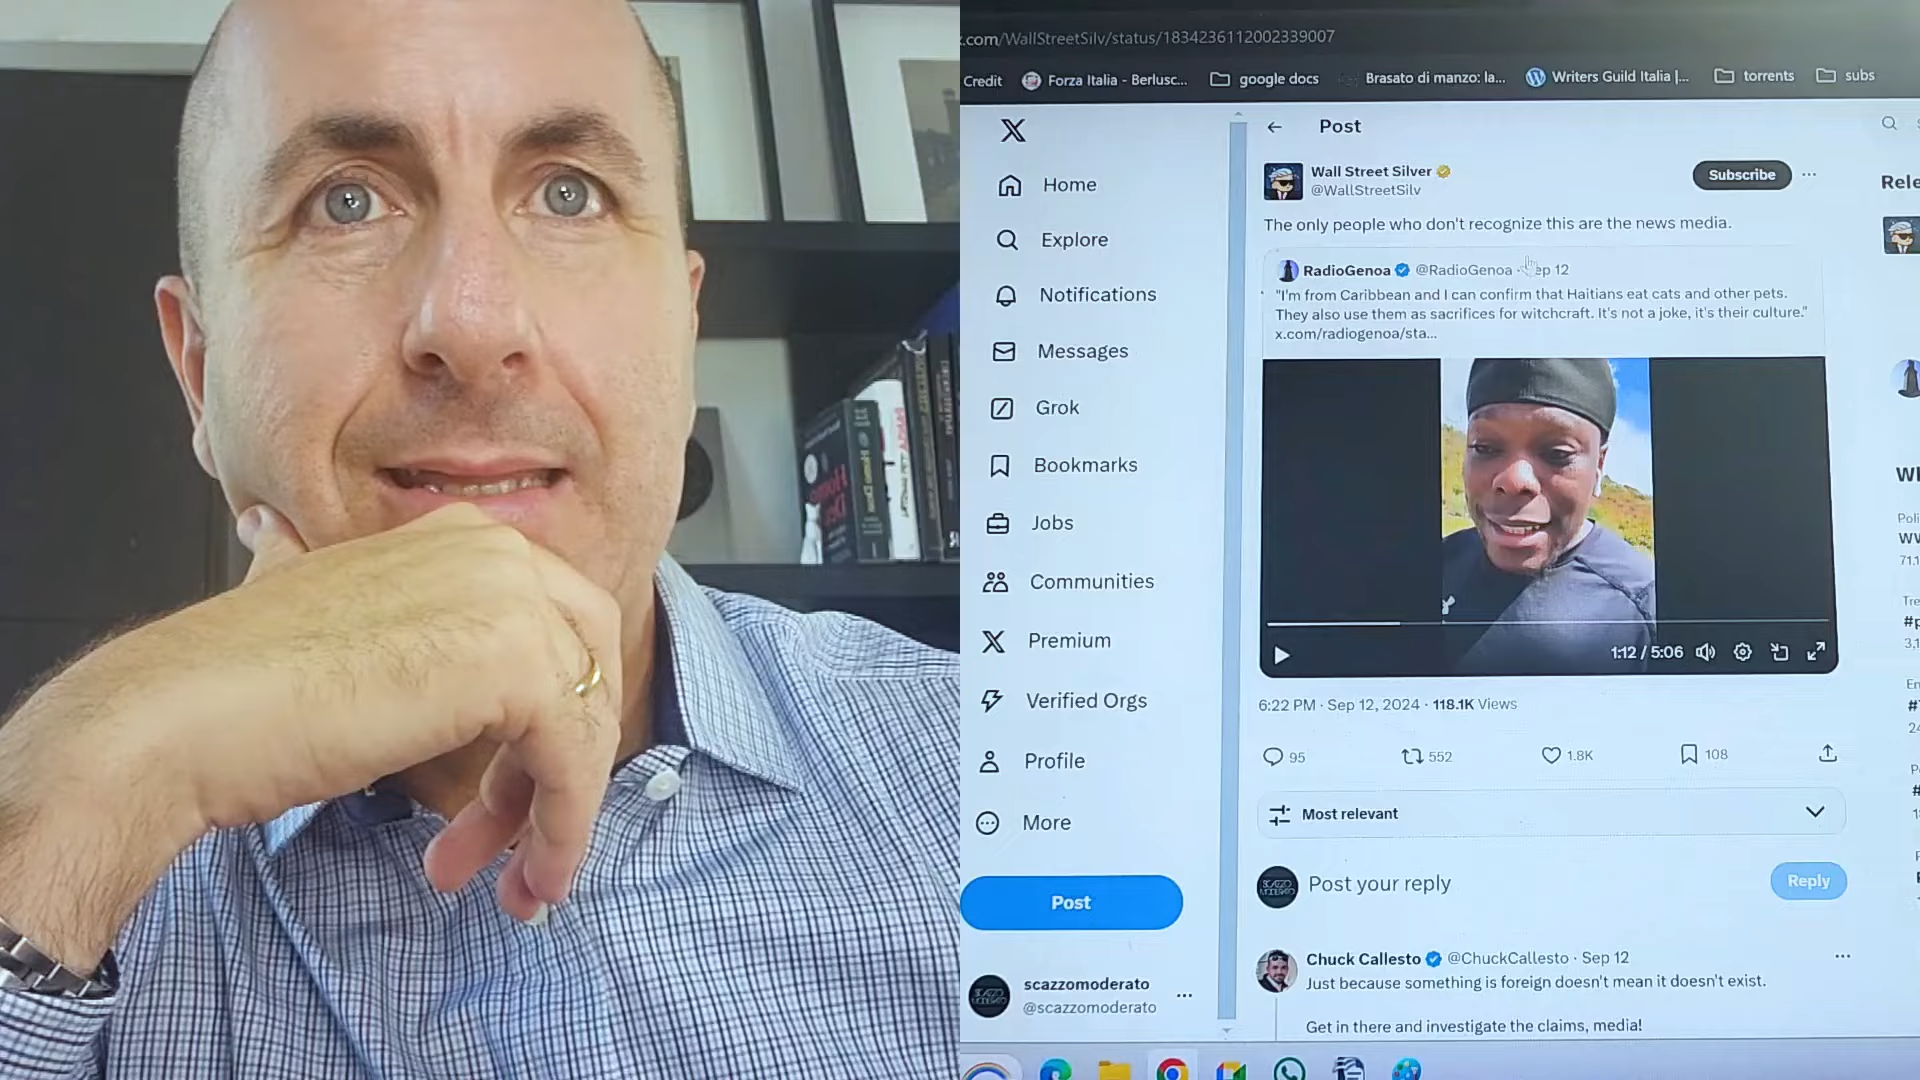 .com/WallStreetSilv/status/1834236112002339007
Credit
Forza Italia - Berlusc...
google docs
Brasato di manzo: la...
Writers Guild Italia |...
torrents
subs
Home
Explore
Notifications
Messages
Grok
Bookmarks
Jobs
Communities
Premium
Verified Orgs
Profile
More
Post
scazzomoderato
@scazzomoderato
Post
Wall Street Silver
@WallStreetSilv
Subscribe
The only people who don't recognize this are the news media.
RadioGenoa @RadioGenoa · Sep 12
"I'm from Caribbean and I can confirm that Haitians eat cats and other pets.
They also use them as sacrifices for witchcraft. It's not a joke, it's their culture."
x.com/radiogenoa/sta...
1:12 / 5:06
6:22 PM · Sep 12, 2024 · 118.1K Views
95
552
1.8K
108
Most relevant
Post your reply
Reply
Chuck Callesto @ChuckCallesto · Sep 12
Just because something is foreign doesn't mean it doesn't exist.
Get in there and investigate the claims, media!
Rele